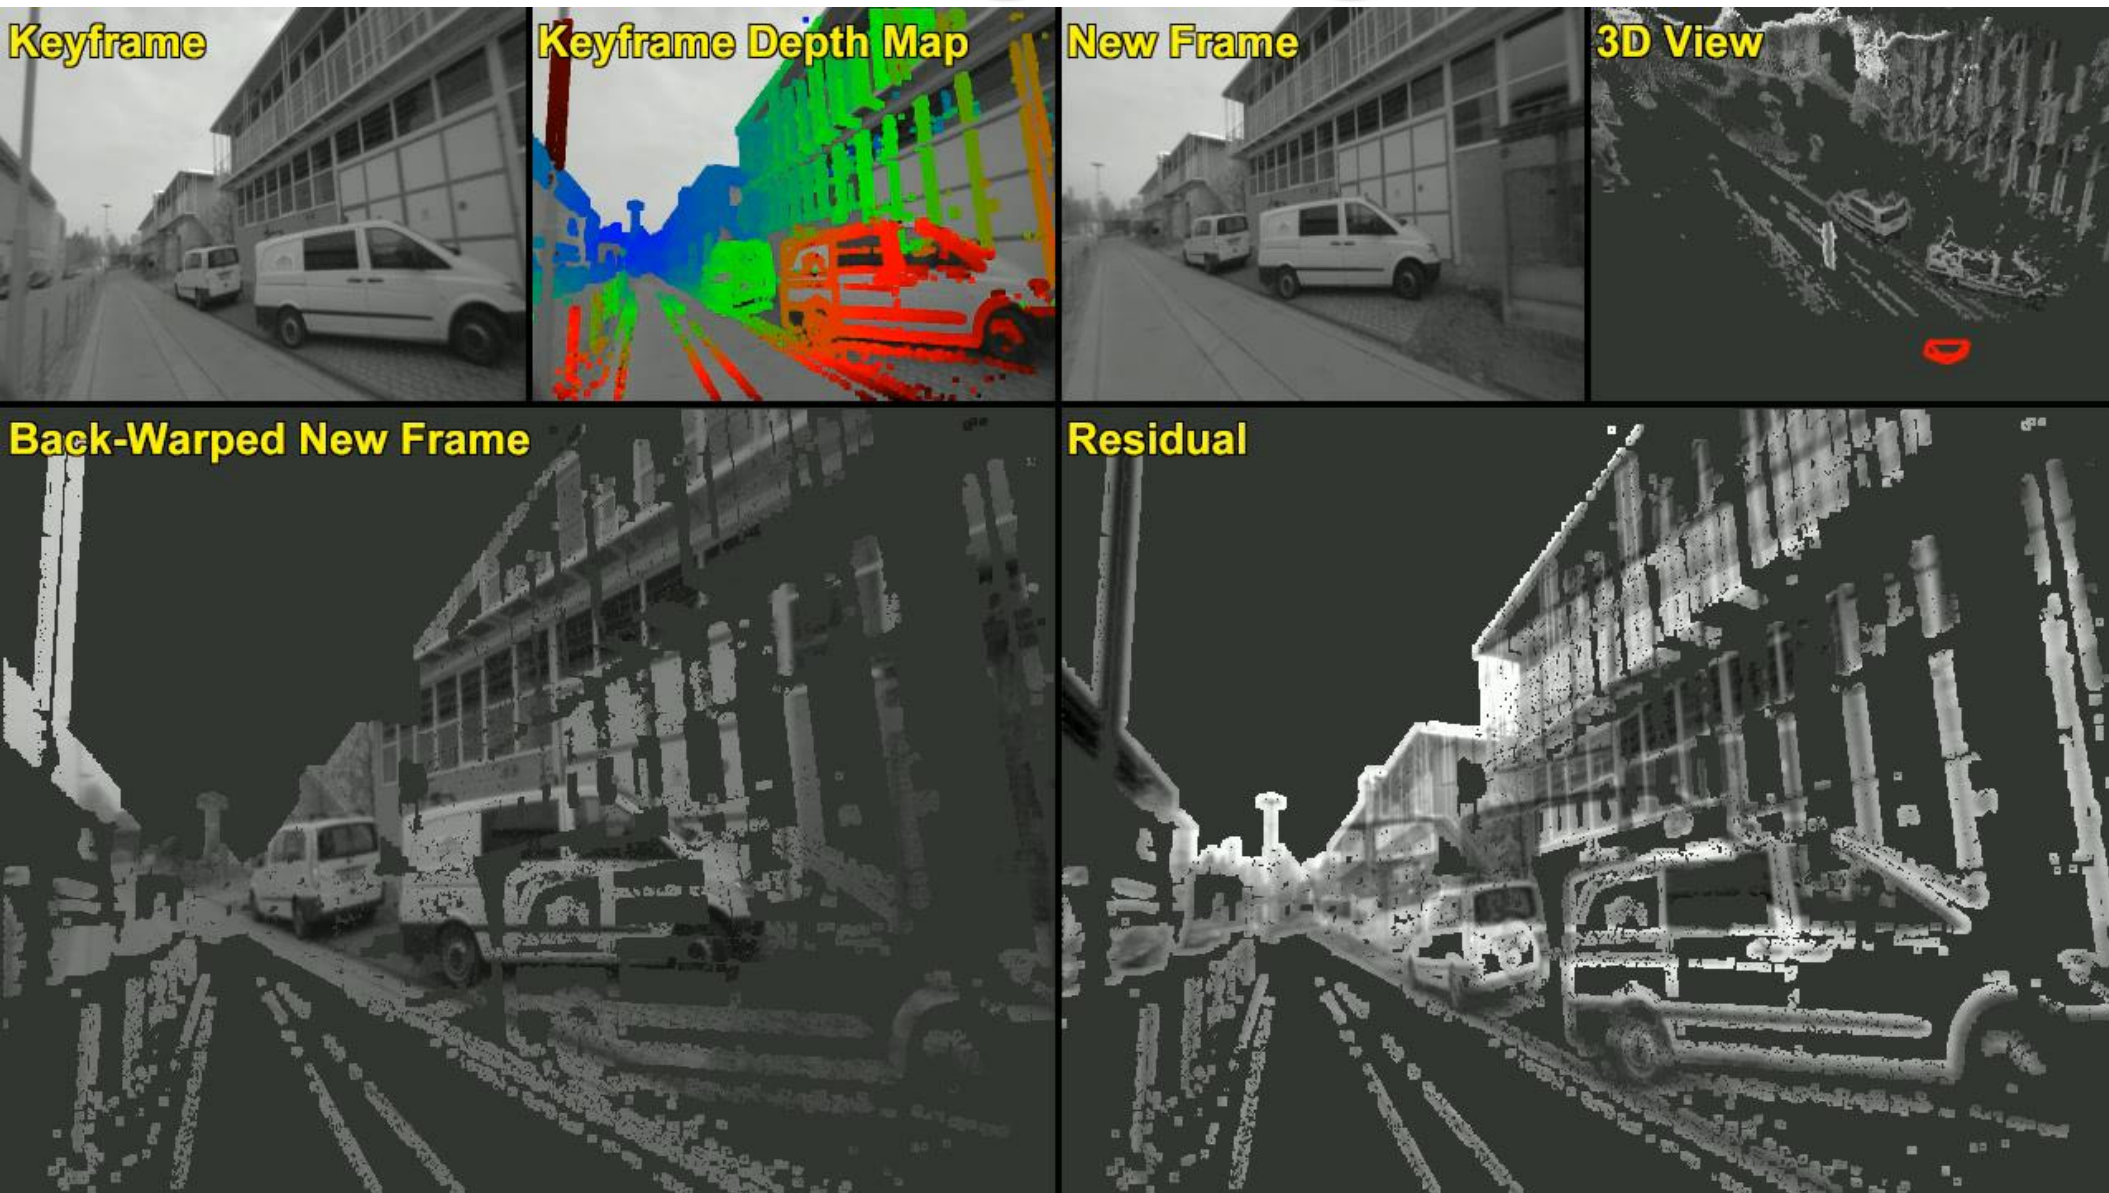 Keyframe
Keyframe Depth Map
New Frame
3D View
Back-Warped New Frame
Residual